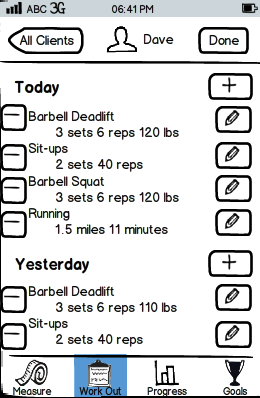 ABC 3G 06:41 PM
All Clients Dave Done
Today
Barbell Deadlift
3 sets 6 reps 120 lbs
Sit-ups
2 sets 40 reps
Barbell Squat
3 sets 6 reps 120 lbs
Running
1.5 miles 11 minutes
Yesterday
Barbell Deadlift
3 sets 6 reps 110 lbs
Sit-ups
2 sets 40 reps
Measure Work Out Progress Goals